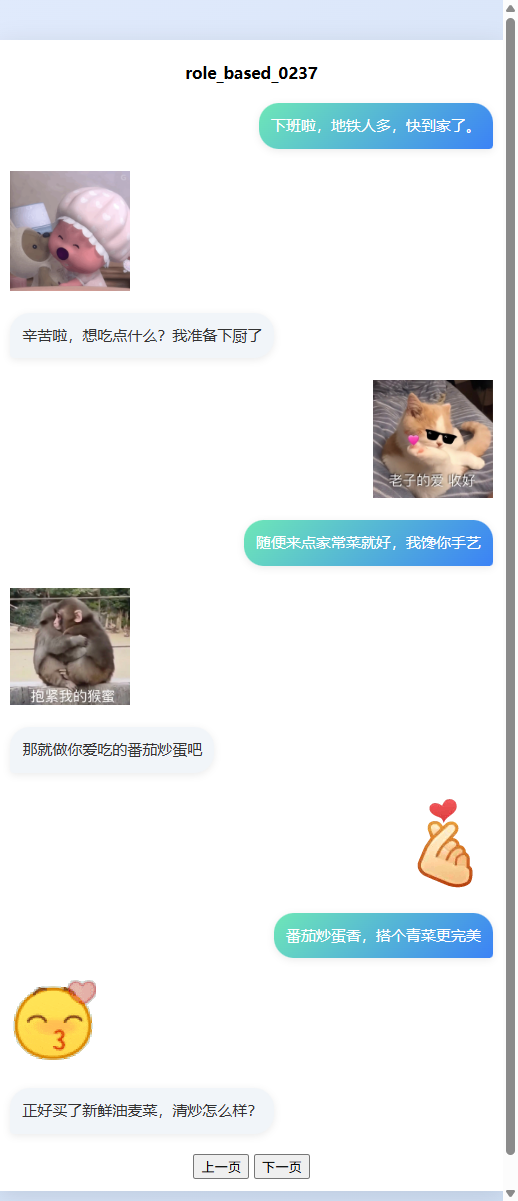 role_based_0237
下班啦，地铁人多，快到家了。
辛苦啦，想吃点什么？我准备下厨了
老子的爱 收好
随便来点家常菜就好，我馋你手艺
抱紧我的猴蜜
那就做你爱吃的番茄炒蛋吧
番茄炒蛋香，搭个青菜更完美
正好买了新鲜油麦菜，清炒怎么样？
上一页 下一页